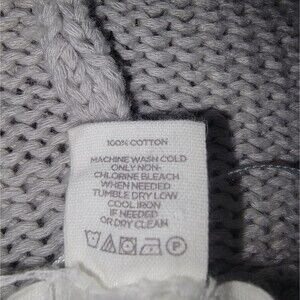 100% COTTON
MACHINE WASH COLD
ONLY NON-
CHLORINE BLEACH
WHEN NEEDED
TUMBLE DRY LOW
COOL IRON
IF NEEDED
OR DRY CLEAN
P